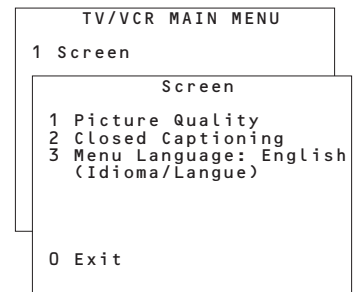 TV/VCR MAIN MENU
1 Screen
Screen
1 Picture Quality
2 Closed Captioning
3 Menu Language: English
(Idioma/Langue)
0 Exit